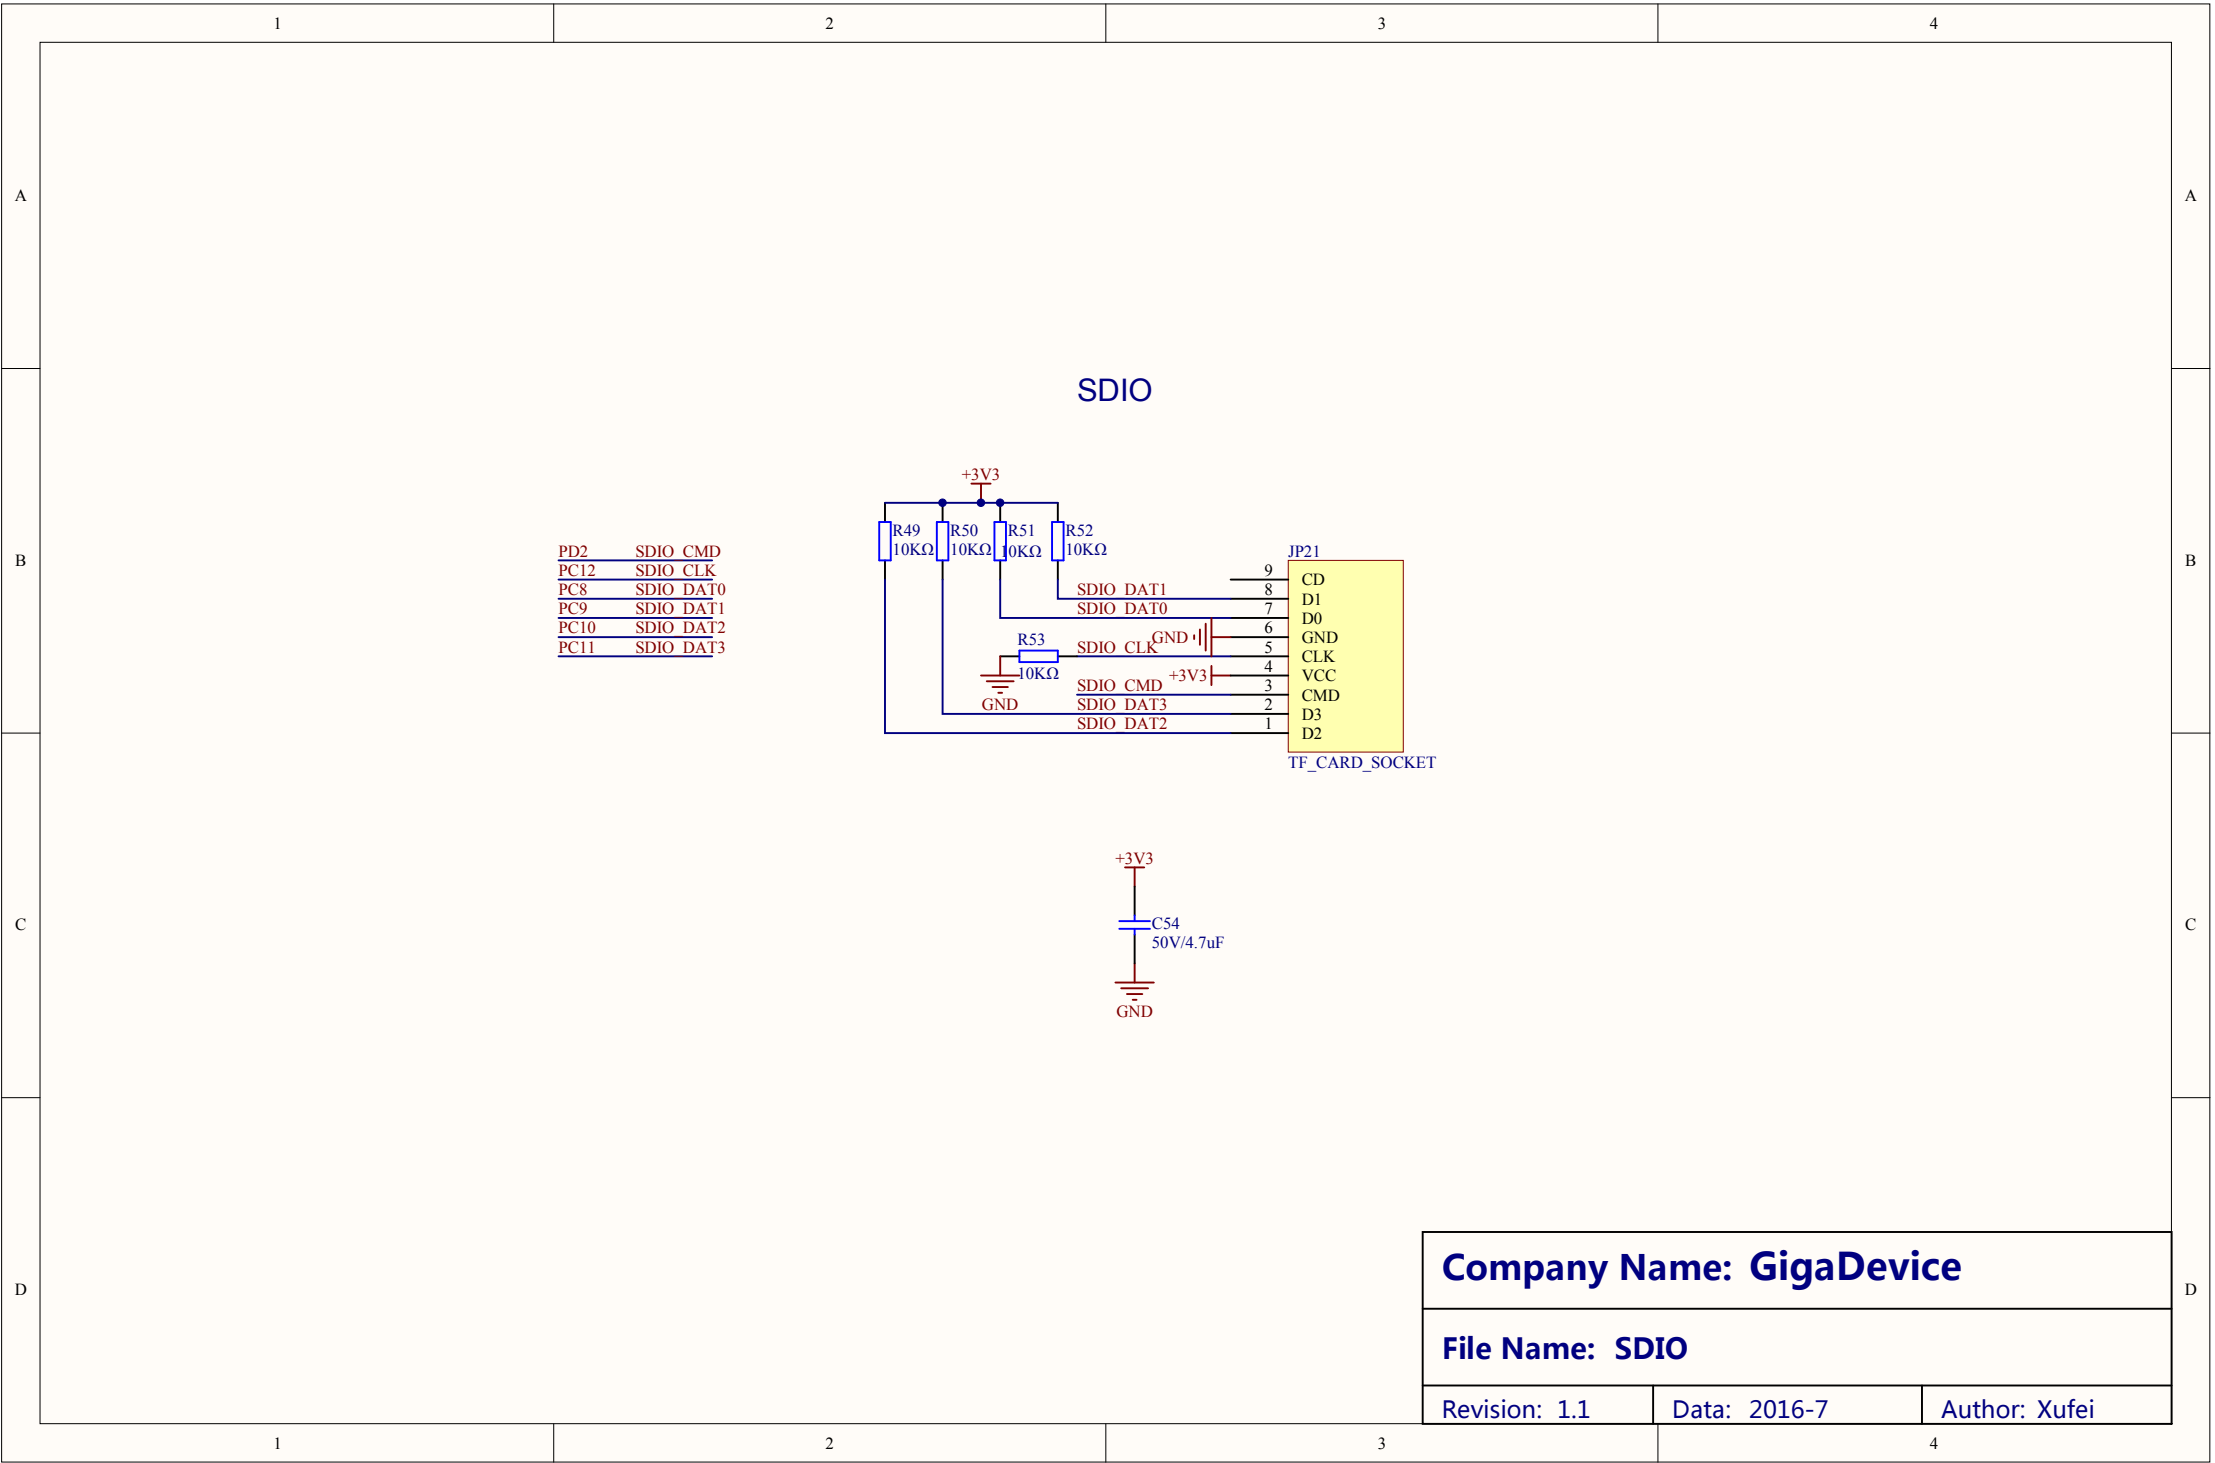 1 2 3 4
A A
SDIO
+3V3
R49 R50 R51 R52
10KΩ 10KΩ 10KΩ 10KΩ
B B
PD2 SDIO_CMD
PC12 SDIO_CLK
PC8 SDIO_DAT0
PC9 SDIO_DAT1
PC10 SDIO_DAT2
PC11 SDIO_DAT3
JP21
9 CD
SDIO_DAT1 8 D1
SDIO_DAT0 7 D0
GND 6 GND
R53 SDIO_CLK 5 CLK
10KΩ +3V3 4 VCC
SDIO_CMD 3 CMD
GND SDIO_DAT3 2 D3
SDIO_DAT2 1 D2
TF_CARD_SOCKET
+3V3
C C
C54
50V/4.7uF
GND
Company Name: GigaDevice
D D
File Name: SDIO
Revision: 1.1 Data: 2016-7 Author: Xufei
1 2 3 4